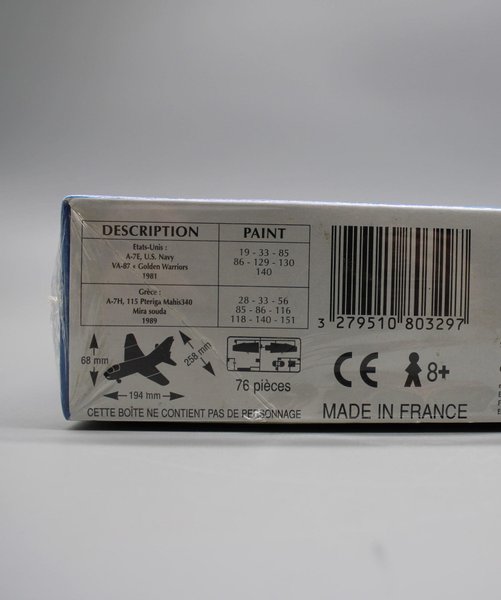 DESCRIPTION PAINT
Etats-Unis :
A-7E, U.S. Navy
VA-87 « Golden Warriors
1981
19 - 33 - 85
86 - 129 - 130
140
Grèce :
A-7H, 115 Pteriga Mahis340
Mira souda
1989
28 - 33 - 56
85 - 86 - 116
118 - 140 - 151
3 279510 803297
68 mm
258 mm
194 mm
76 pièces
CE
8+
CETTE BOÎTE NE CONTIENT PAS DE PERSONNAGE
MADE IN FRANCE